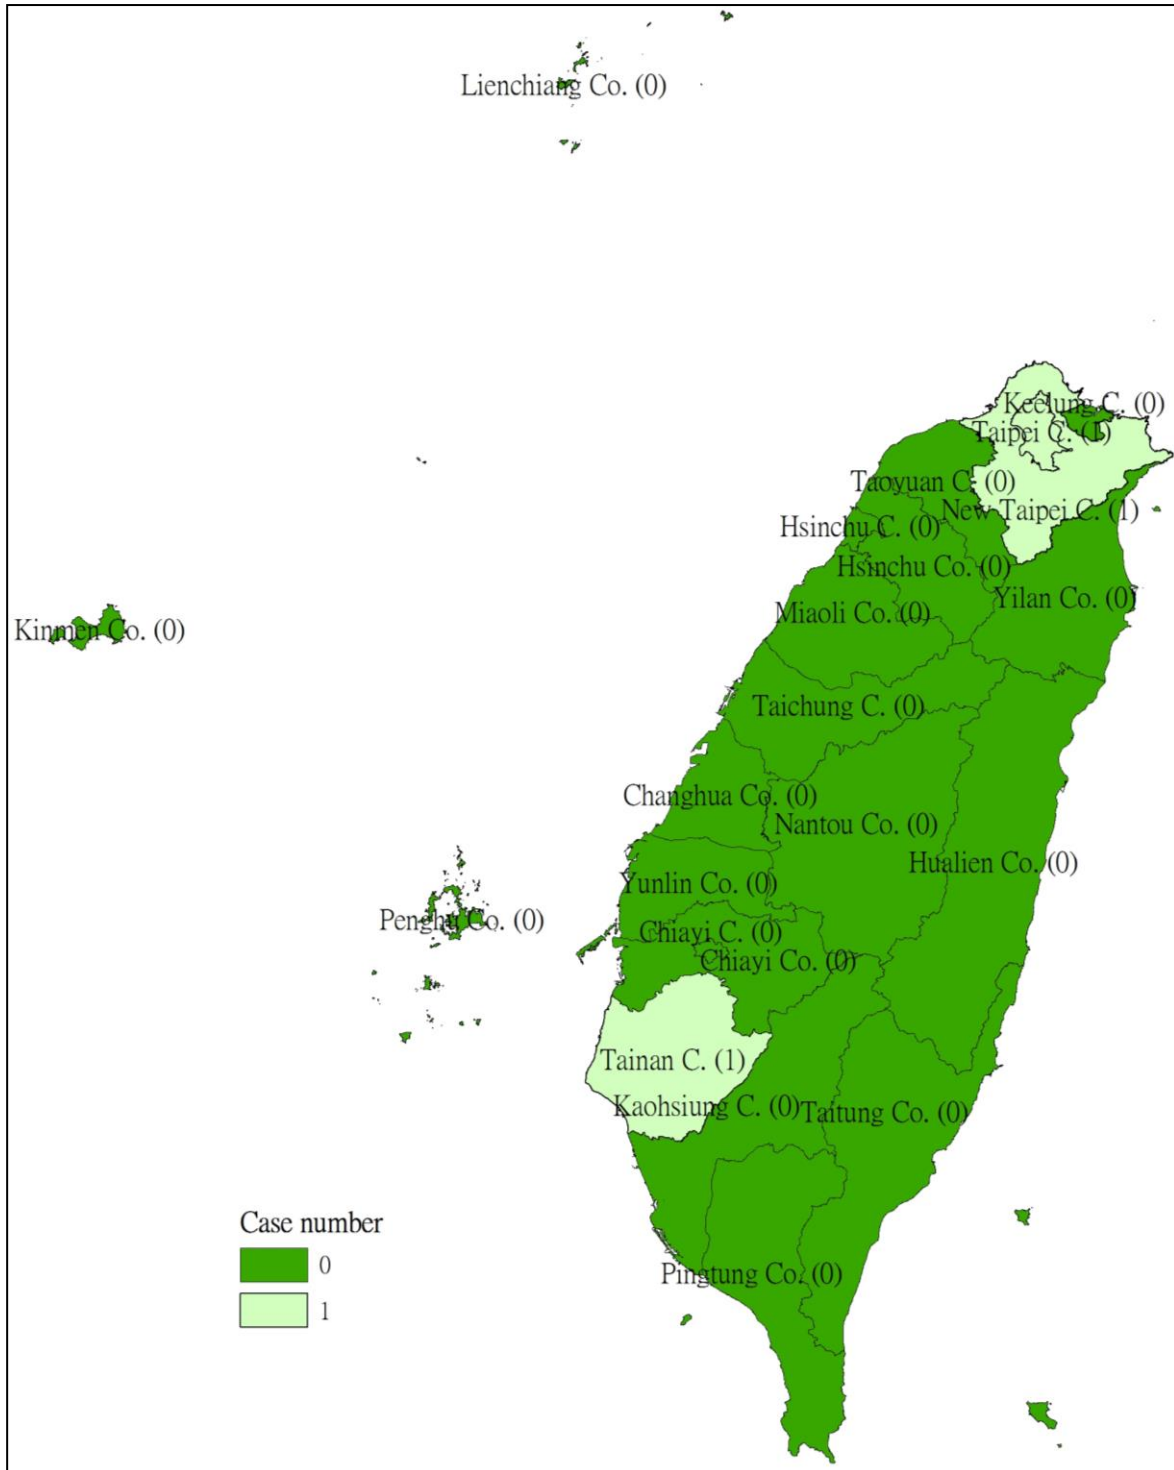 Lienchiang Co. (0)
Keelung C. (0)
Taipei C. (1)
Taoyuan C. (0)
New Taipei C. (1)
Hsinchu C. (0)
Hsinchu Co. (0)
Yilan Co. (0)
Miaoli Co. (0)
Kinmen Co. (0)
Taichung C. (0)
Changhua Co. (0)
Nantou Co. (0)
Hualien Co. (0)
Yunlin Co. (0)
Penghu Co. (0)
Chiayi C. (0)
Chiayi Co. (0)
Tainan C. (1)
Kaohsiung C. (0)
Taitung Co. (0)
Pingtung Co. (0)
Case number
0
1